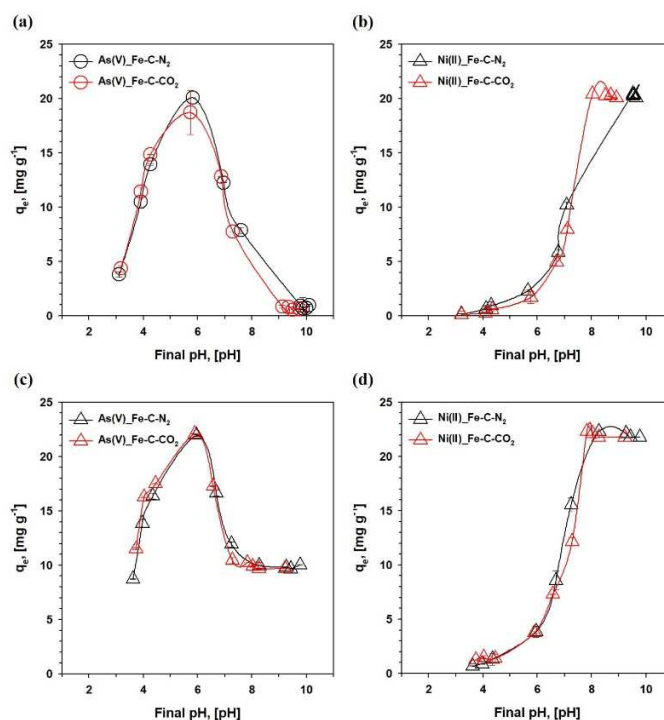 (a)
25
20
15
10
5
0
qe, [mg g-1]
As(V)_Fe-C-N2
As(V)_Fe-C-CO2
2 4 6 8 10
Final pH, [pH]
(b)
25
20
15
10
5
0
qe, [mg g-1]
Ni(II)_Fe-C-N2
Ni(II)_Fe-C-CO2
2 4 6 8 10
Final pH, [pH]
(c)
25
20
15
10
5
0
qe, [mg g-1]
As(V)_Fe-C-N2
As(V)_Fe-C-CO2
2 4 6 8 10
Final pH, [pH]
(d)
25
20
15
10
5
0
qe, [mg g-1]
Ni(II)_Fe-C-N2
Ni(II)_Fe-C-CO2
2 4 6 8 10
Final pH, [pH]